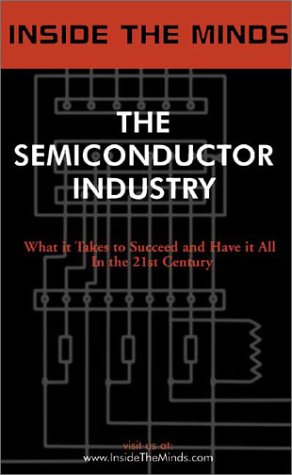 INSIDE THE MINDS
THE
SEMICONDUCTOR
INDUSTRY
What it Takes to Succeed and Have it All
In the 21st Century
visit us at:
www.InsideTheMinds.com